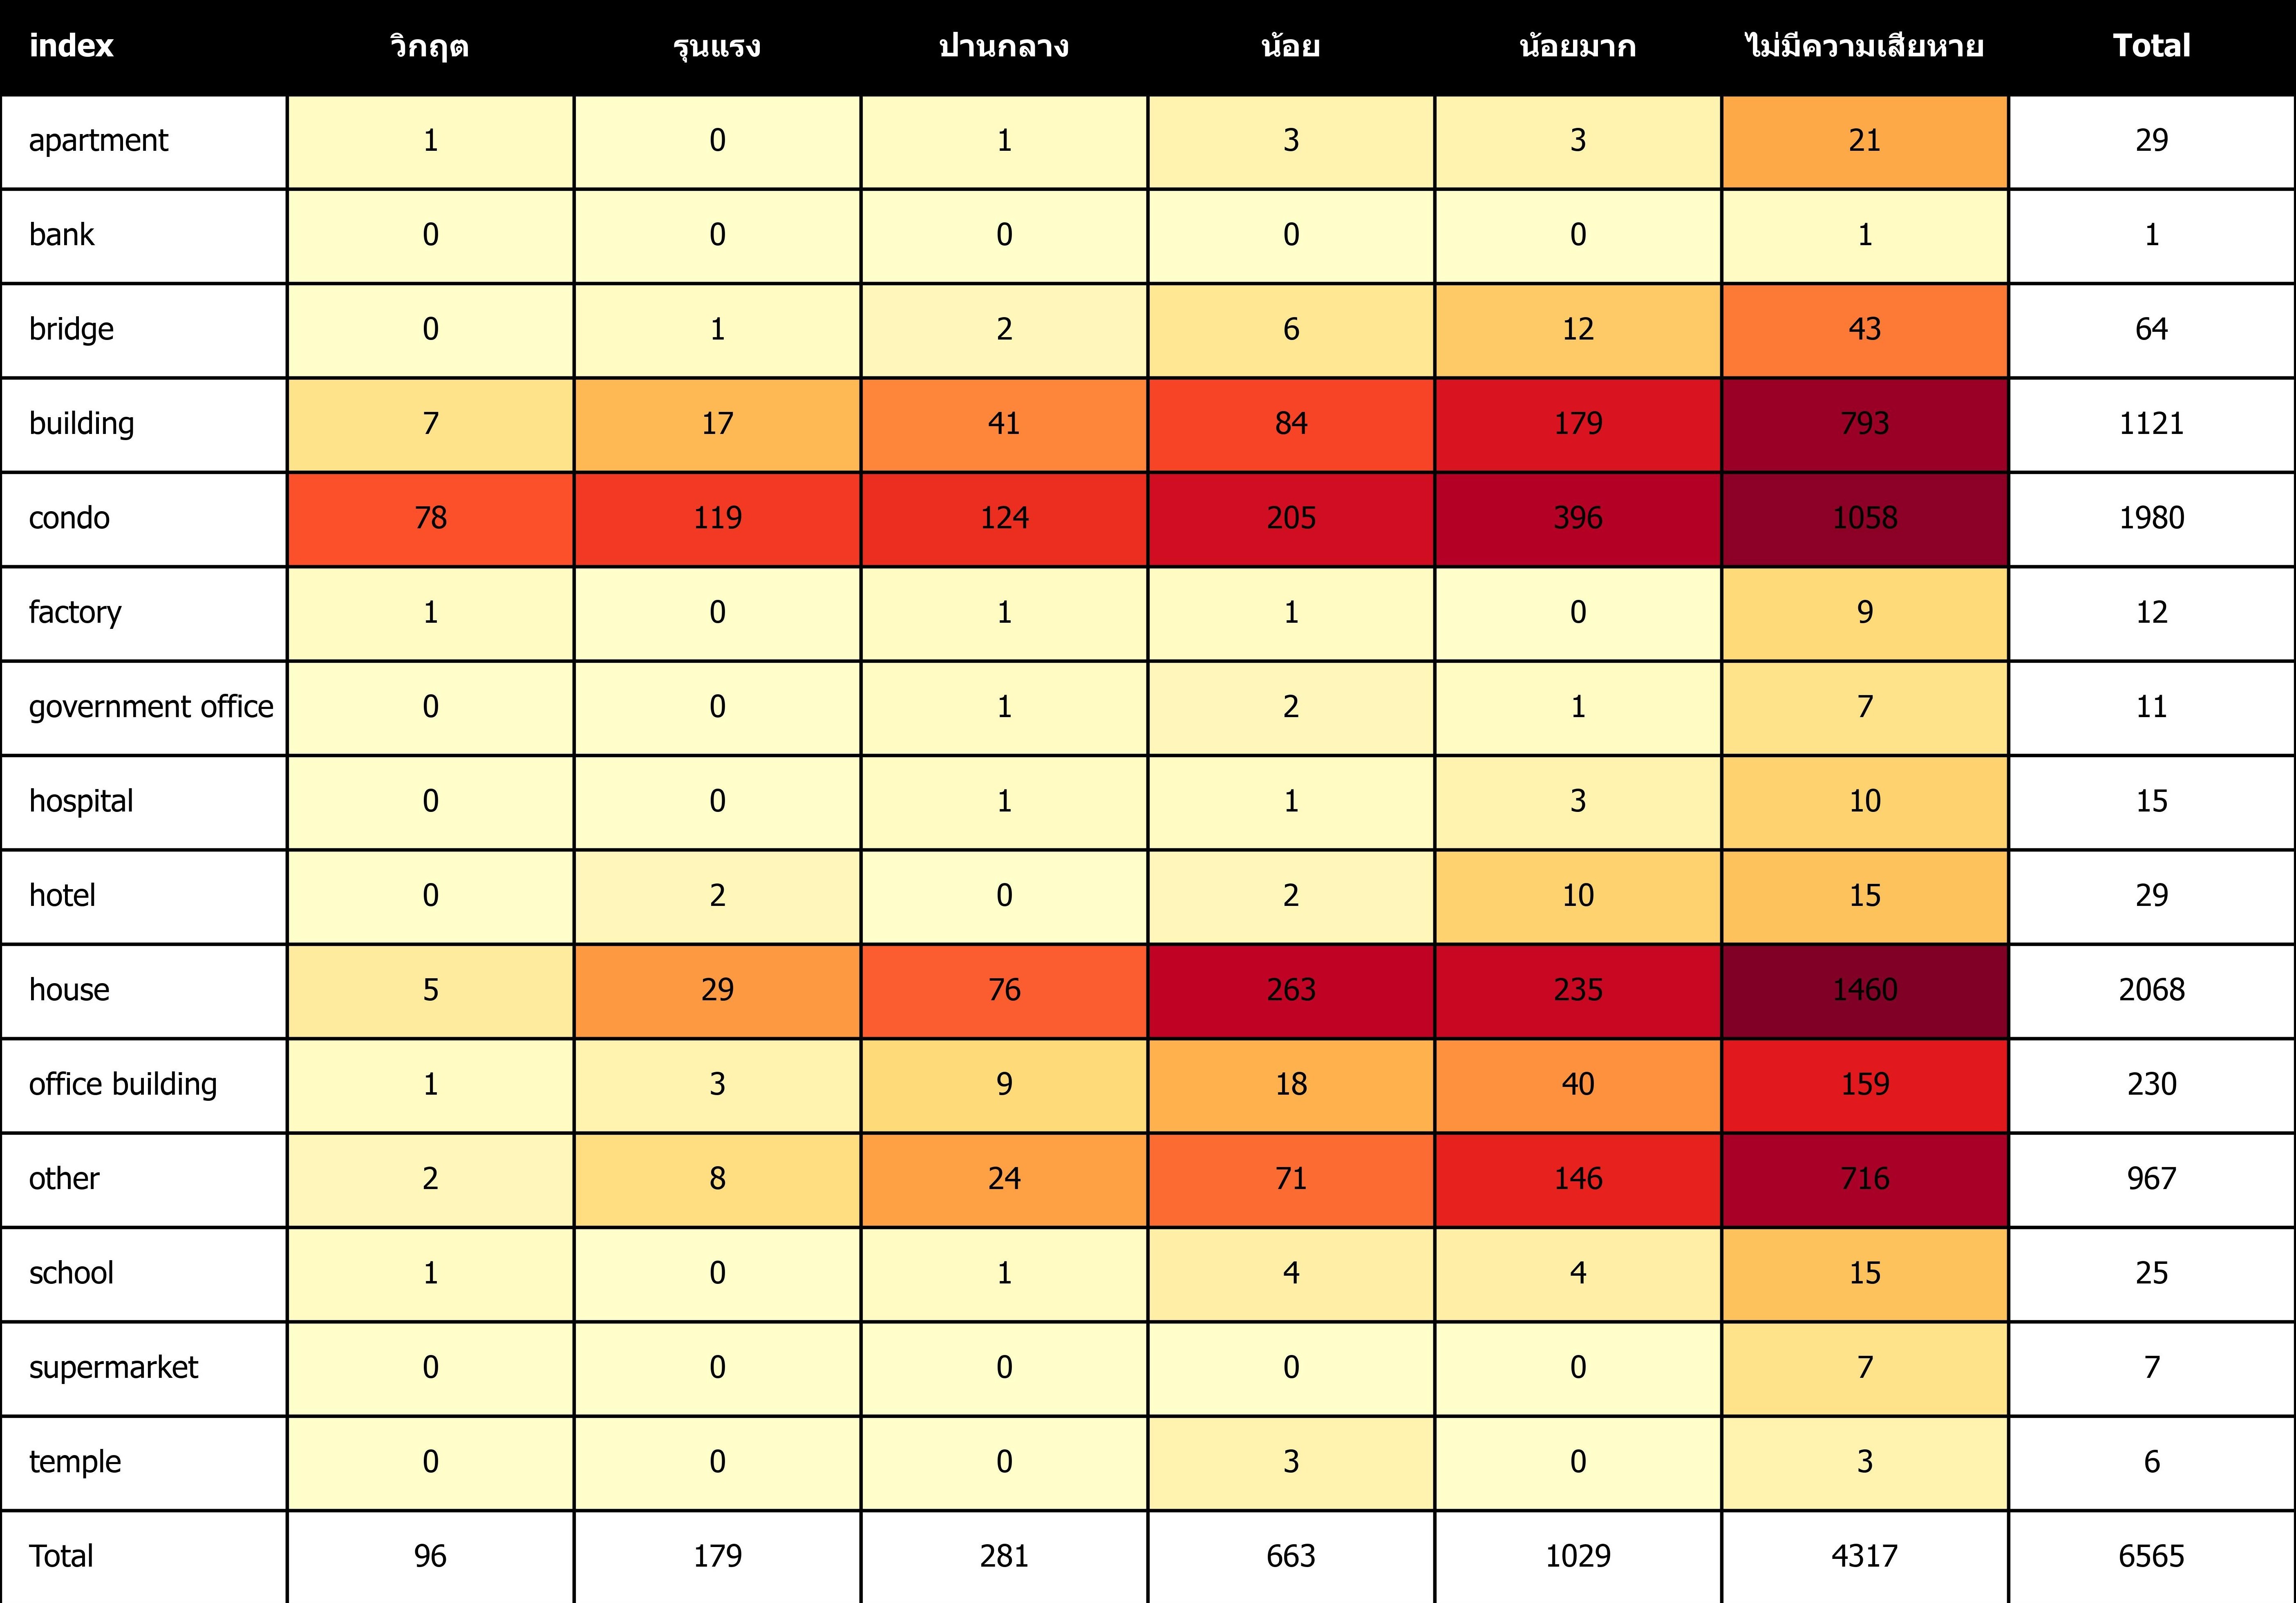 index วิกฤต รุนแรง ปานกลาง น้อย น้อยมาก ไม่มีความเสียหาย Total
apartment 1 0 1 3 3 21 29
bank 0 0 0 0 0 1 1
bridge 0 1 2 6 12 43 64
building 7 17 41 84 179 793 1121
condo 78 119 124 205 396 1058 1980
factory 1 0 1 1 0 9 12
government office 0 0 1 2 1 7 11
hospital 0 0 1 1 3 10 15
hotel 0 2 0 2 10 15 29
house 5 29 76 263 235 1460 2068
office building 1 3 9 18 40 159 230
other 2 8 24 71 146 716 967
school 1 0 1 4 4 15 25
supermarket 0 0 0 0 0 7 7
temple 0 0 0 3 0 3 6
Total 96 179 281 663 1029 4317 6565